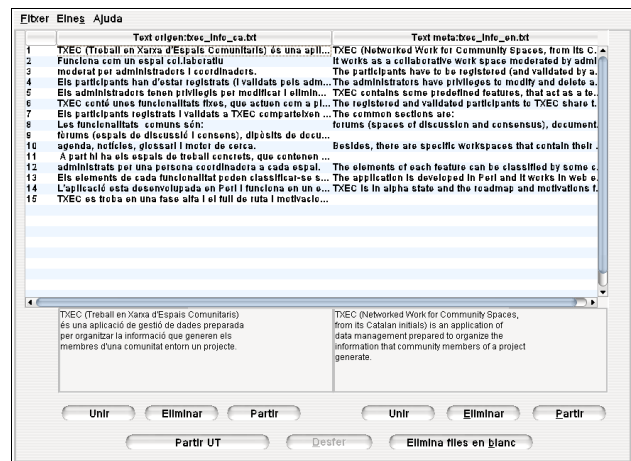 Fitxer Eines Ajuda
Text origen:txec_info_ca.txt Text meta:txec_info_en.txt
1 TXEC (Treball en Xarxa d'Espais Comunitaris) és una apli... TXEC (Networked Work for Community Spaces, from its C.
2 Funciona com un espai col.laboratiu It works as a collaborative work space moderated by admi
3 moderat per administradors i coordinadors. The participants have to be registered (and validated by a.
4 Els participants han d'estar registrats (i validats pels adm... The administrators have privileges to modify and delete a.
5 Els administradors tenen privilegis per modificar i elimin... TXEC contains some predefined features, that act as a te..
6 TXEC conté unes funcionalitats fixes, que actuen com a pl... The registered and validated participants to TXEC share t.
7 Els participants registrats i validats a TXEC comparteixen ... The common sections are:
8 Les funcionalitats comuns són: forums (spaces of discussion and consensus), document.
9 fòrums (espais de discussió i consens), dipòsits de docu...
10 agenda, notícies, glossari i motor de cerca. Besides, there are specific workspaces that contain their .
11 A part hi ha els espais de treball concrets, que contenen ...
12 administrats per una persona coordinadora a cada espai. The elements of each feature can be classified by some c.
13 Els elements de cada funcionalitat poden classificar-se s... The application is developed in Perl and it works in web e.
14 L'aplicació esta desenvolupada en Perl i funciona en un e... TXEC is in alpha state and the roadmap and motivations f.
15 TXEC es troba en una fase alfa i el full de ruta i motivacio...
TXEC (Treball en Xarxa d'Espais Comunitaris)
és una aplicació de gestió de dades preparada
per organitzar la informació que generen els
membres d'una comunitat entorn un projecte.
TXEC (Networked Work for Community Spaces,
from its Catalan initials) is an application of
data management prepared to organize the
information that community members of a project
generate.
Unir Eliminar Partir Unir Eliminar Partir
Partir UT Desfer Elimina files en blanc